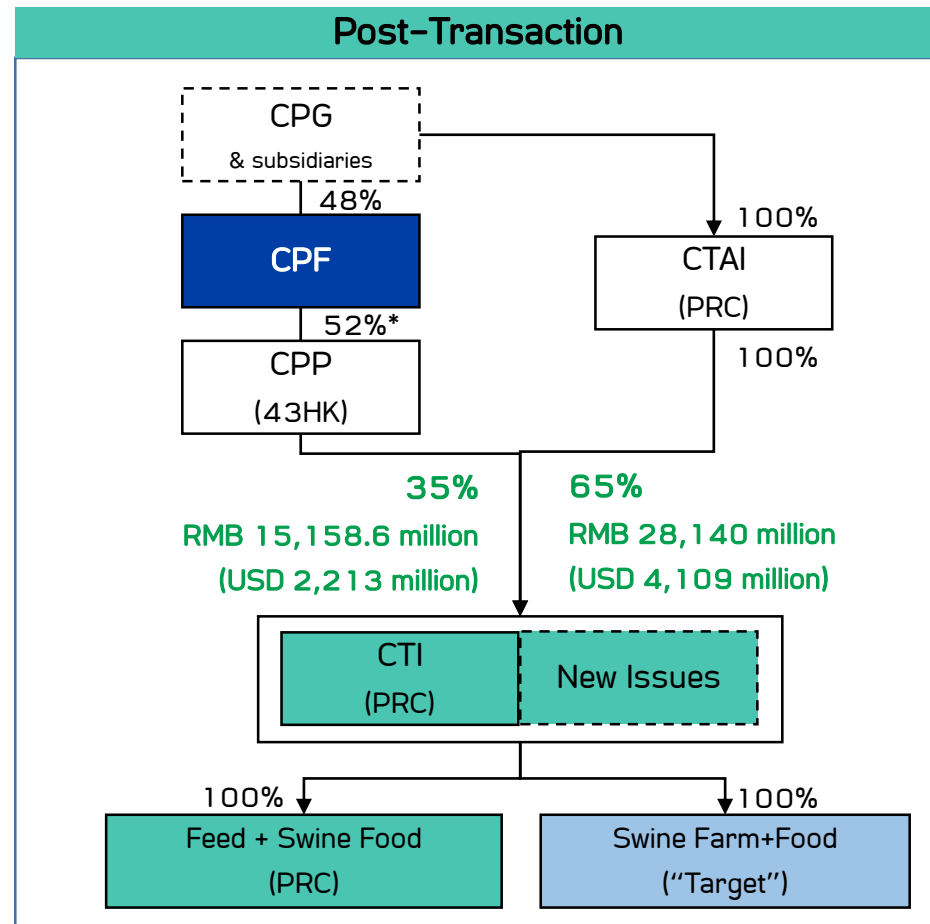 Post-Transaction
CPG
& subsidiaries
48%
100%
CPF
CTAI
(PRC)
52%*
100%
CPP
(43HK)
35%
RMB 15,158.6 million
(USD 2,213 million)
65%
RMB 28,140 million
(USD 4,109 million)
CTI
(PRC)
New Issues
100%
100%
Feed + Swine Food
(PRC)
Swine Farm+Food
(“Target”)